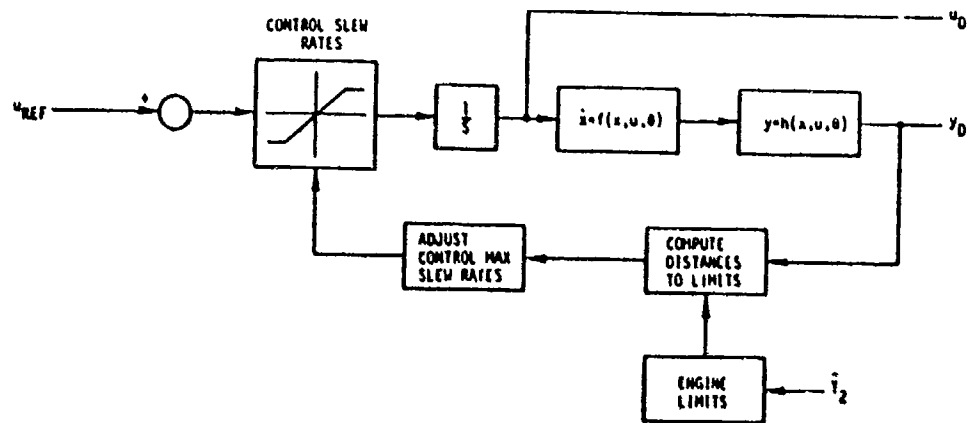 CONTROL SLEW
RATES
u_REF
+
1/S
ẋ=f(x,u,θ)
y=h(x,u,θ)
u_D
y_D
ADJUST
CONTROL MAX
SLEW RATES
COMPUTE
DISTANCES
TO LIMITS
ENGINE
LIMITS
T̂_2